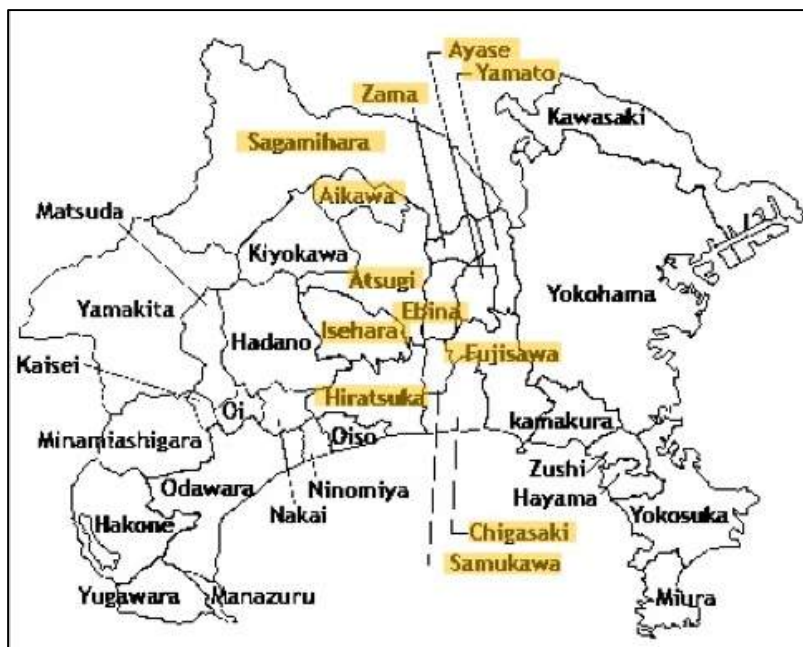 Ayase
Yamato
Zama
Kawasaki
Sagamihara
Aikawa
Matsuda
Kiyokawa
Atsugi
Yamakita
Yokohama
Ebina
Isehara
Hadano
Fujisawa
Kaisei
Hiratsuka
Oi
kamakura
Minamiashigara
Oiso
Zushi
Odawara
Ninomiya
Hayama
Nakai
Yokosuka
Hakone
Chigasaki
Samukawa
Yugawara
Manazuru
Miura